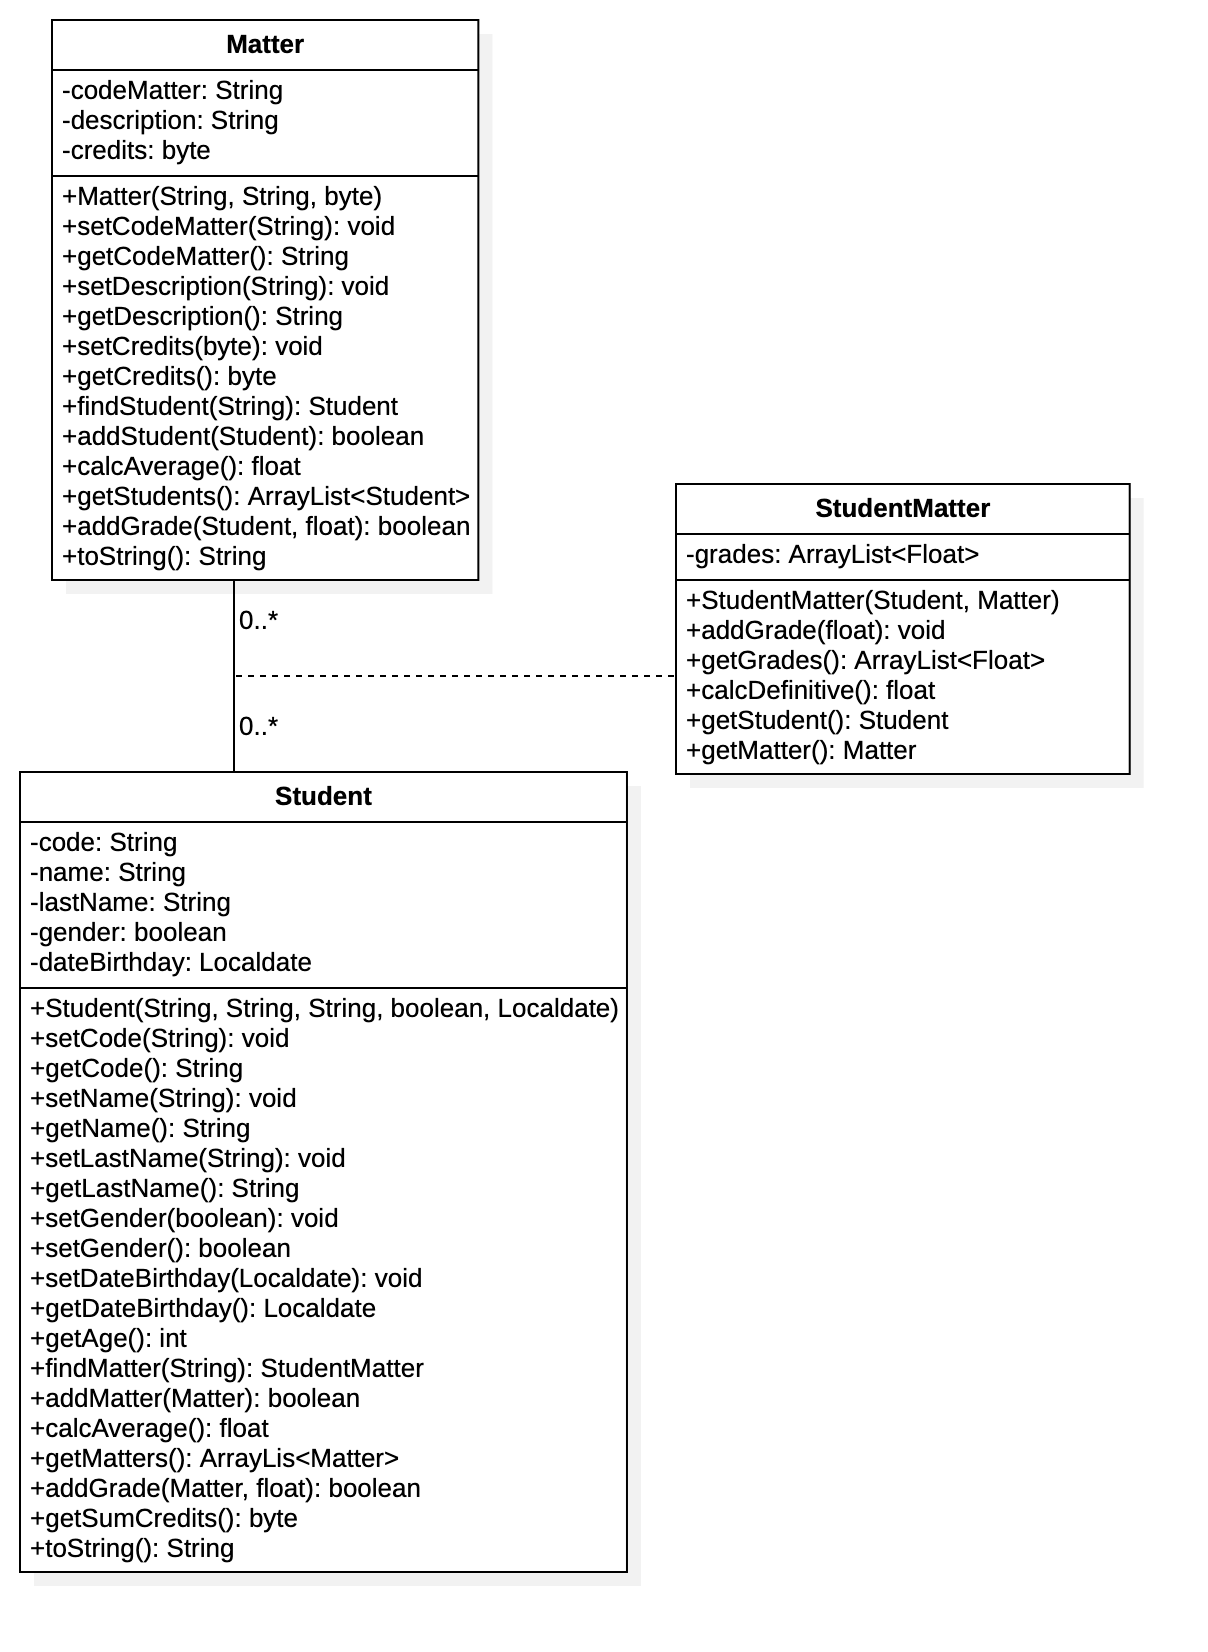 Matter
-codeMatter: String
-description: String
-credits: byte
+Matter(String, String, byte)
+setCodeMatter(String): void
+getCodeMatter(): String
+setDescription(String): void
+getDescription(): String
+setCredits(byte): void
+getCredits(): byte
+findStudent(String): Student
+addStudent(Student): boolean
+calcAverage(): float
+getStudents(): ArrayList<Student>
+addGrade(Student, float): boolean
+toString(): String
0..*
0..*
StudentMatter
-grades: ArrayList<Float>
+StudentMatter(Student, Matter)
+addGrade(float): void
+getGrades(): ArrayList<Float>
+calcDefinitive(): float
+getStudent(): Student
+getMatter(): Matter
Student
-code: String
-name: String
-lastName: String
-gender: boolean
-dateBirthday: Localdate
+Student(String, String, String, boolean, Localdate)
+setCode(String): void
+getCode(): String
+setName(String): void
+getName(): String
+setLastName(String): void
+getLastName(): String
+setGender(boolean): void
+setGender(): boolean
+setDateBirthday(Localdate): void
+getDateBirthday(): Localdate
+getAge(): int
+findMatter(String): StudentMatter
+addMatter(Matter): boolean
+calcAverage(): float
+getMatters(): ArrayLis<Matter>
+addGrade(Matter, float): boolean
+getSumCredits(): byte
+toString(): String